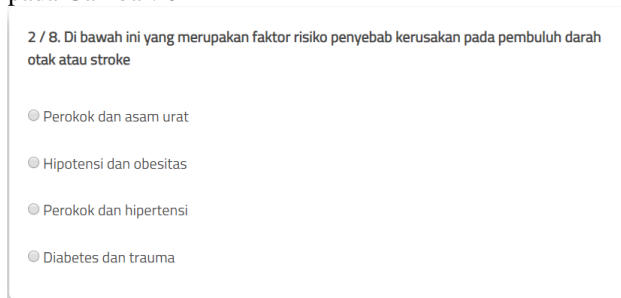 2 / 8. Di bawah ini yang merupakan faktor risiko penyebab kerusakan pada pembuluh darah
otak atau stroke
Perokok dan asam urat
Hipotensi dan obesitas
Perokok dan hipertensi
Diabetes dan trauma